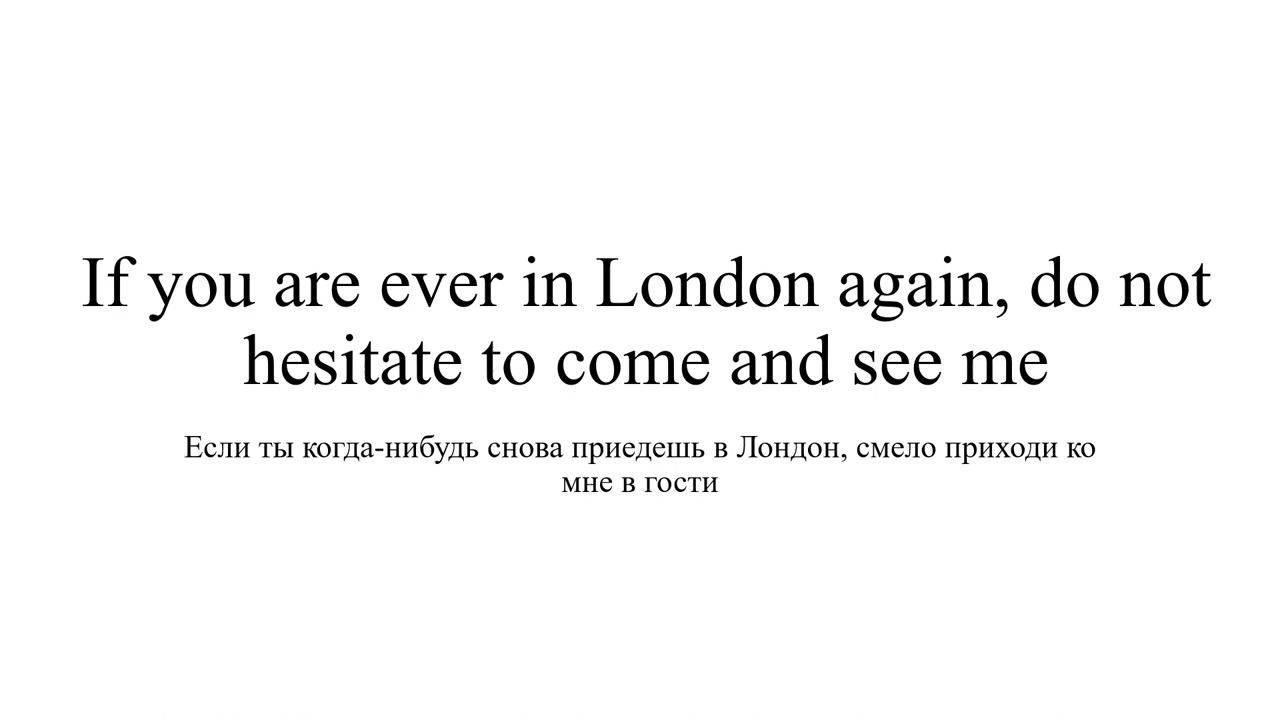 If you are ever in London again, do not
hesitate to come and see me
Если ты когда-нибудь снова приедешь в Лондон, смело приходи ко
мне в гости